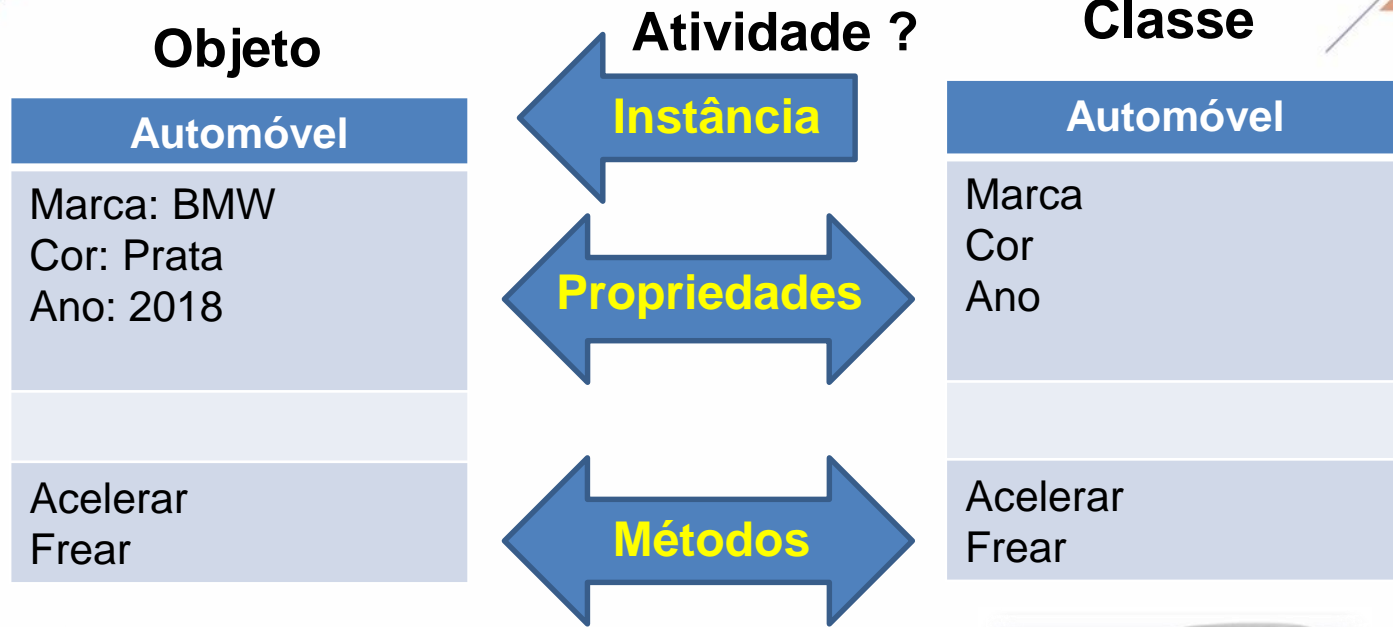 Objeto
Atividade ?
Classe
Automóvel
Marca: BMW
Cor: Prata
Ano: 2018
Acelerar
Frear
Instância
Propriedades
Métodos
Automóvel
Marca
Cor
Ano
Acelerar
Frear